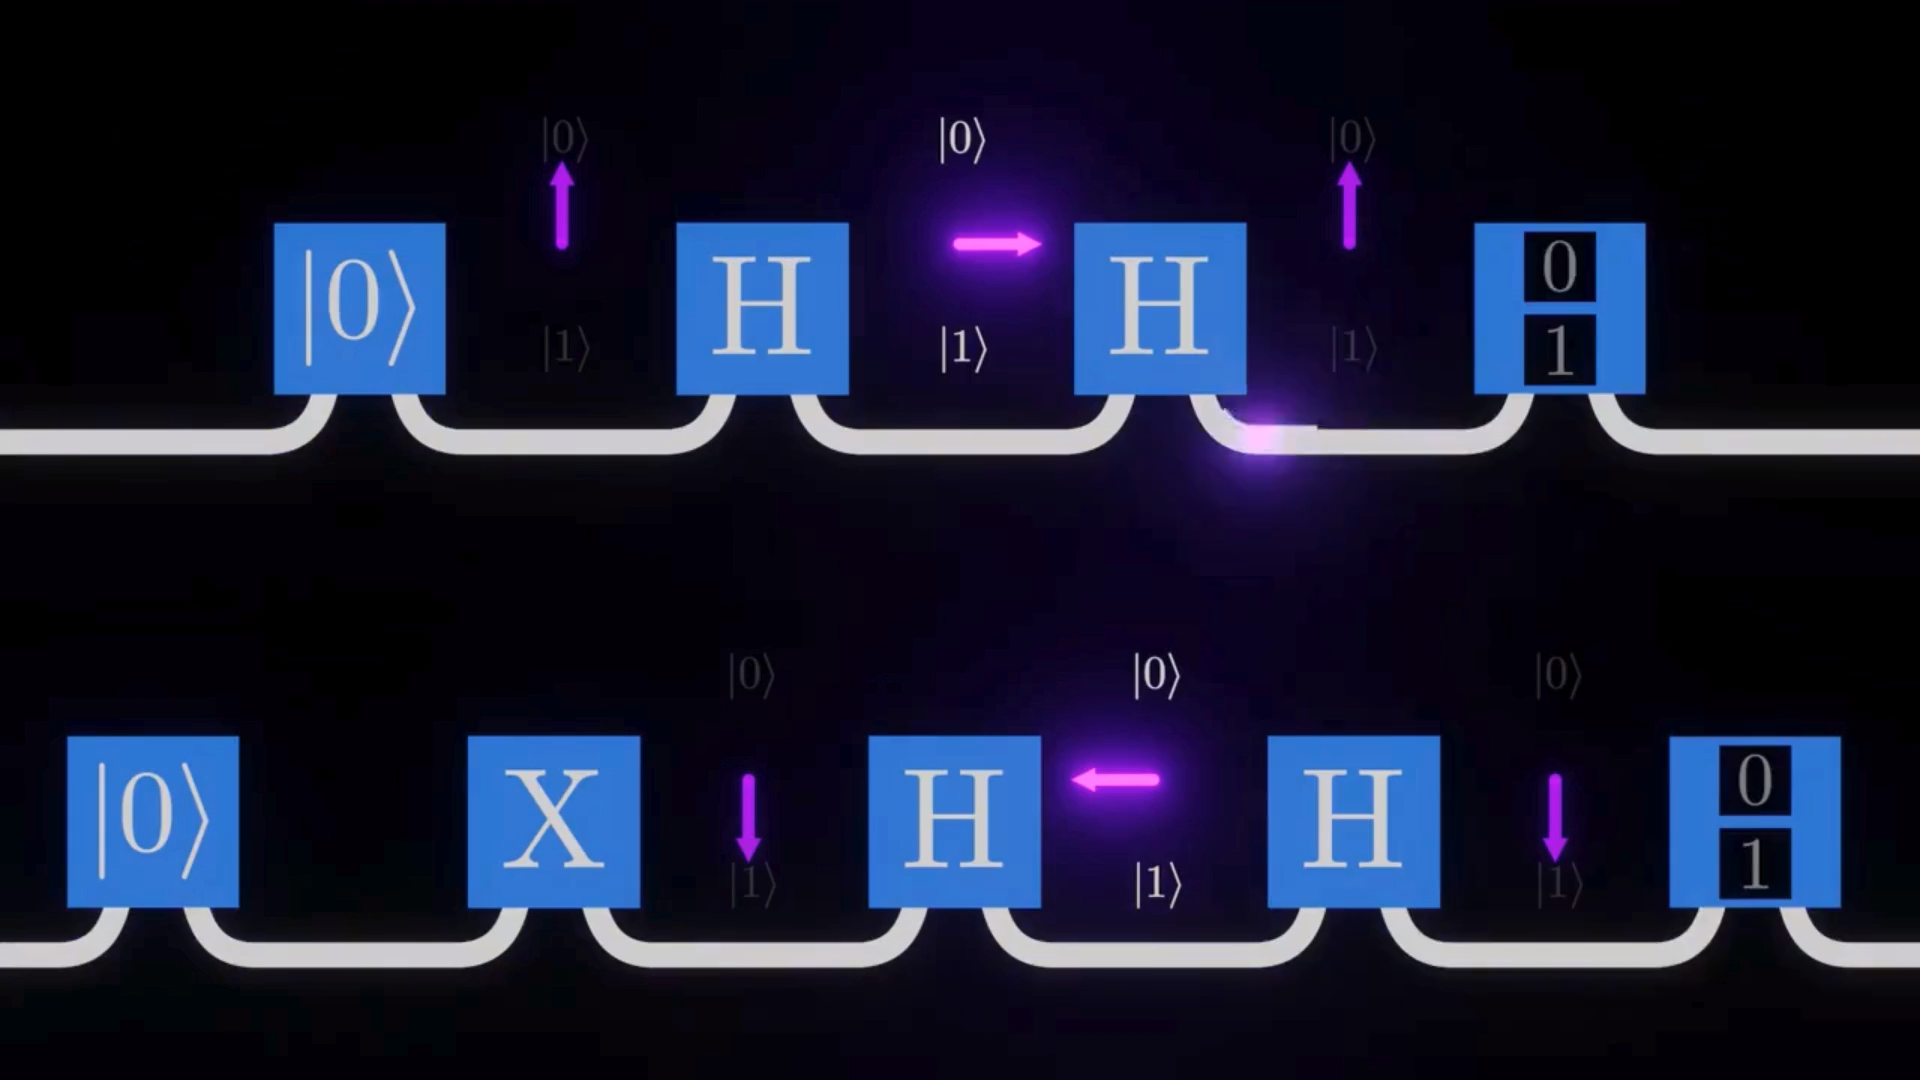 |0⟩ |0⟩ |0⟩
|0⟩ H H 0
|1⟩ |1⟩ |1⟩ 1
|0⟩ |0⟩ |0⟩
|0⟩ X H H 0
|1⟩ |1⟩ |1⟩ 1